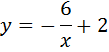 y = −6/x + 2